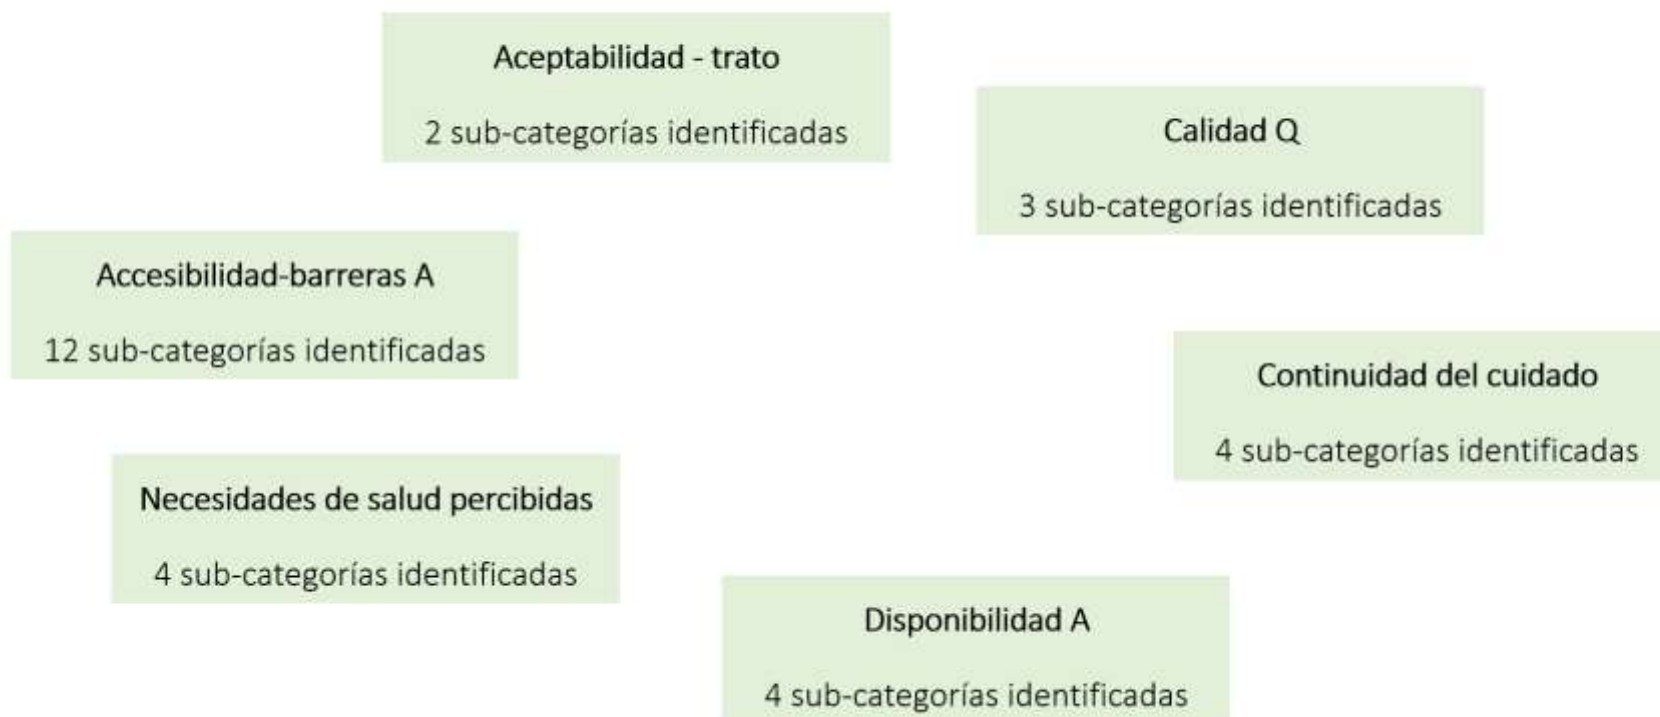 Aceptabilidad - trato
2 sub-categorías identificadas
Calidad Q
3 sub-categorías identificadas
Accesibilidad-barreras A
12 sub-categorías identificadas
Continuidad del cuidado
4 sub-categorías identificadas
Necesidades de salud percibidas
4 sub-categorías identificadas
Disponibilidad A
4 sub-categorías identificadas